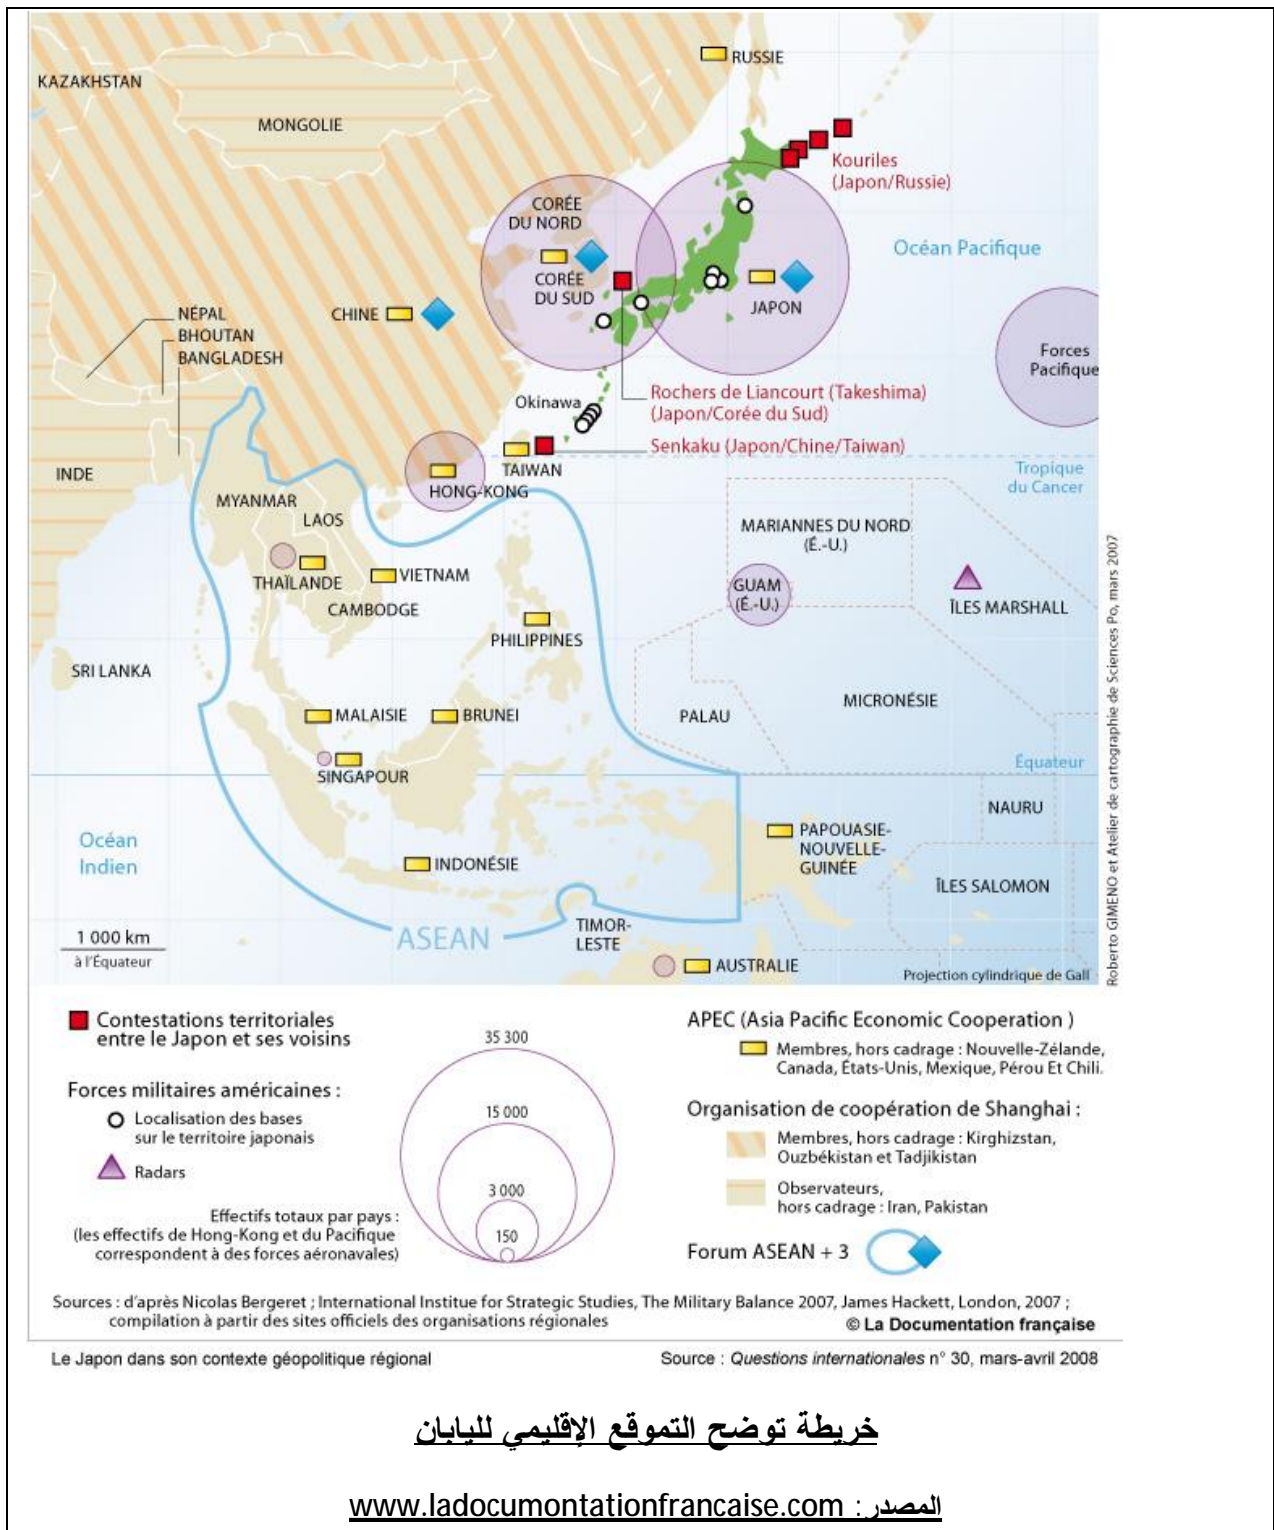 RUSSIE
KAZAKHSTAN
MONGOLIE
Kouriles
(Japon/Russie)
CORÉE
DU NORD
Océan Pacifique
CORÉE
DU SUD
JAPON
CHINE
NÉPAL
BHOUTAN
BANGLADESH
Forces
Pacifique
Rochers de Liancourt (Takeshima)
(Japon/Corée du Sud)
Okinawa
Senkaku (Japon/Chine/Taiwan)
TAIWAN
INDE
HONG-KONG
Tropique
du Cancer
MYANMAR
LAOS
MARIANNES DU NORD
(É.-U.)
THAÏLANDE
VIETNAM
GUAM
(É.-U.)
CAMBODGE
ÎLES MARSHALL
PHILIPPINES
SRI LANKA
MICRONÉSIE
MALAISIE
BRUNEI
PALAU
SINGAPOUR
Équateur
NAURU
Océan
Indien
PAPOUASIE-
NOUVELLE-
GUINÉE
INDONÉSIE
ÎLES SALOMON
1 000 km
à l'Équateur
ASEAN
TIMOR-
LESTE
AUSTRALIE
Projection cylindrique de Gall
Roberto GIMENO et Atelier de cartographie de Sciences Po, mars 2007
Contestations territoriales
entre le Japon et ses voisins
Forces militaires américaines :
Localisation des bases
sur le territoire japonais
Radars
Effectifs totaux par pays :
(les effectifs de Hong-Kong et du Pacifique
correspondent à des forces aéronavales)
35 300
15 000
3 000
150
APEC (Asia Pacific Economic Cooperation )
Membres, hors cadrage : Nouvelle-Zélande,
Canada, États-Unis, Mexique, Pérou Et Chili.
Organisation de coopération de Shanghai :
Membres, hors cadrage : Kirghizstan,
Ouzbékistan et Tadjikistan
Observateurs,
hors cadrage : Iran, Pakistan
Forum ASEAN + 3
Sources : d'après Nicolas Bergeret ; International Institue for Strategic Studies, The Military Balance 2007, James Hackett, London, 2007 ;
compilation à partir des sites officiels des organisations régionales
© La Documentation française
Le Japon dans son contexte géopolitique régional
Source : Questions internationales n° 30, mars-avril 2008
خريطة توضح التموقع الإقليمي لليابان
المصدر: www.ladocumontationfrancaise.com